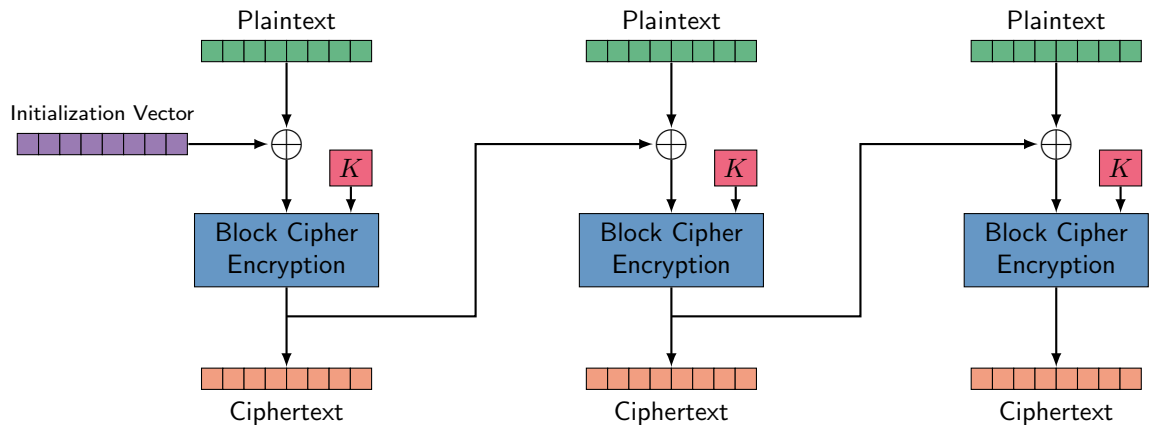 Plaintext
Plaintext
Plaintext
Initialization Vector
K
K
K
Block Cipher
Encryption
Block Cipher
Encryption
Block Cipher
Encryption
Ciphertext
Ciphertext
Ciphertext